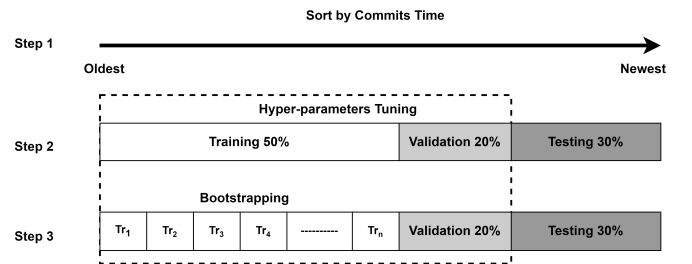 Sort by Commits Time
Step 1
Oldest Newest
Hyper-parameters Tuning
Step 2 Training 50% Validation 20% Testing 30%
Bootstrapping
Step 3 Tr1 Tr2 Tr3 Tr4 ---------- Trn Validation 20% Testing 30%